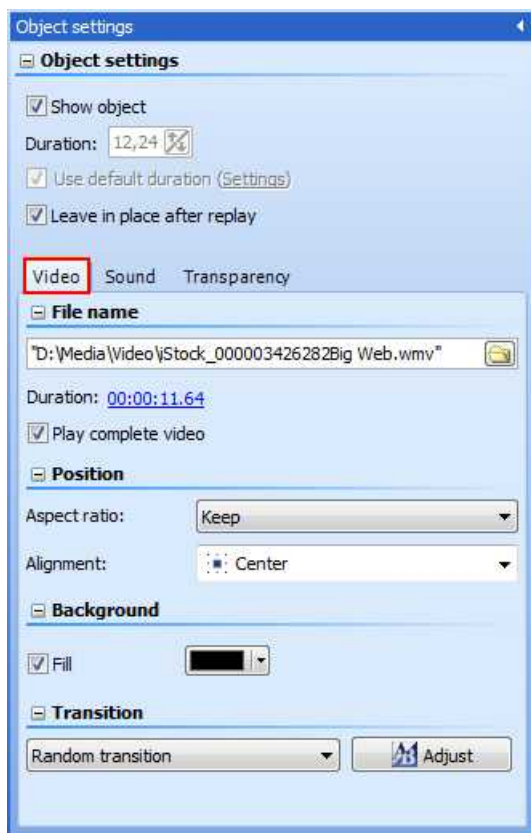 Object settings
Object settings
Show object
Duration: 12,24
Use default duration (Settings)
Leave in place after replay
Video Sound Transparency
File name
"D:\Media\Video\iStock_000003426282Big Web.wmv"
Duration: 00:00:11.64
Play complete video
Position
Aspect ratio: Keep
Alignment: Center
Background
Fill
Transition
Random transition Adjust